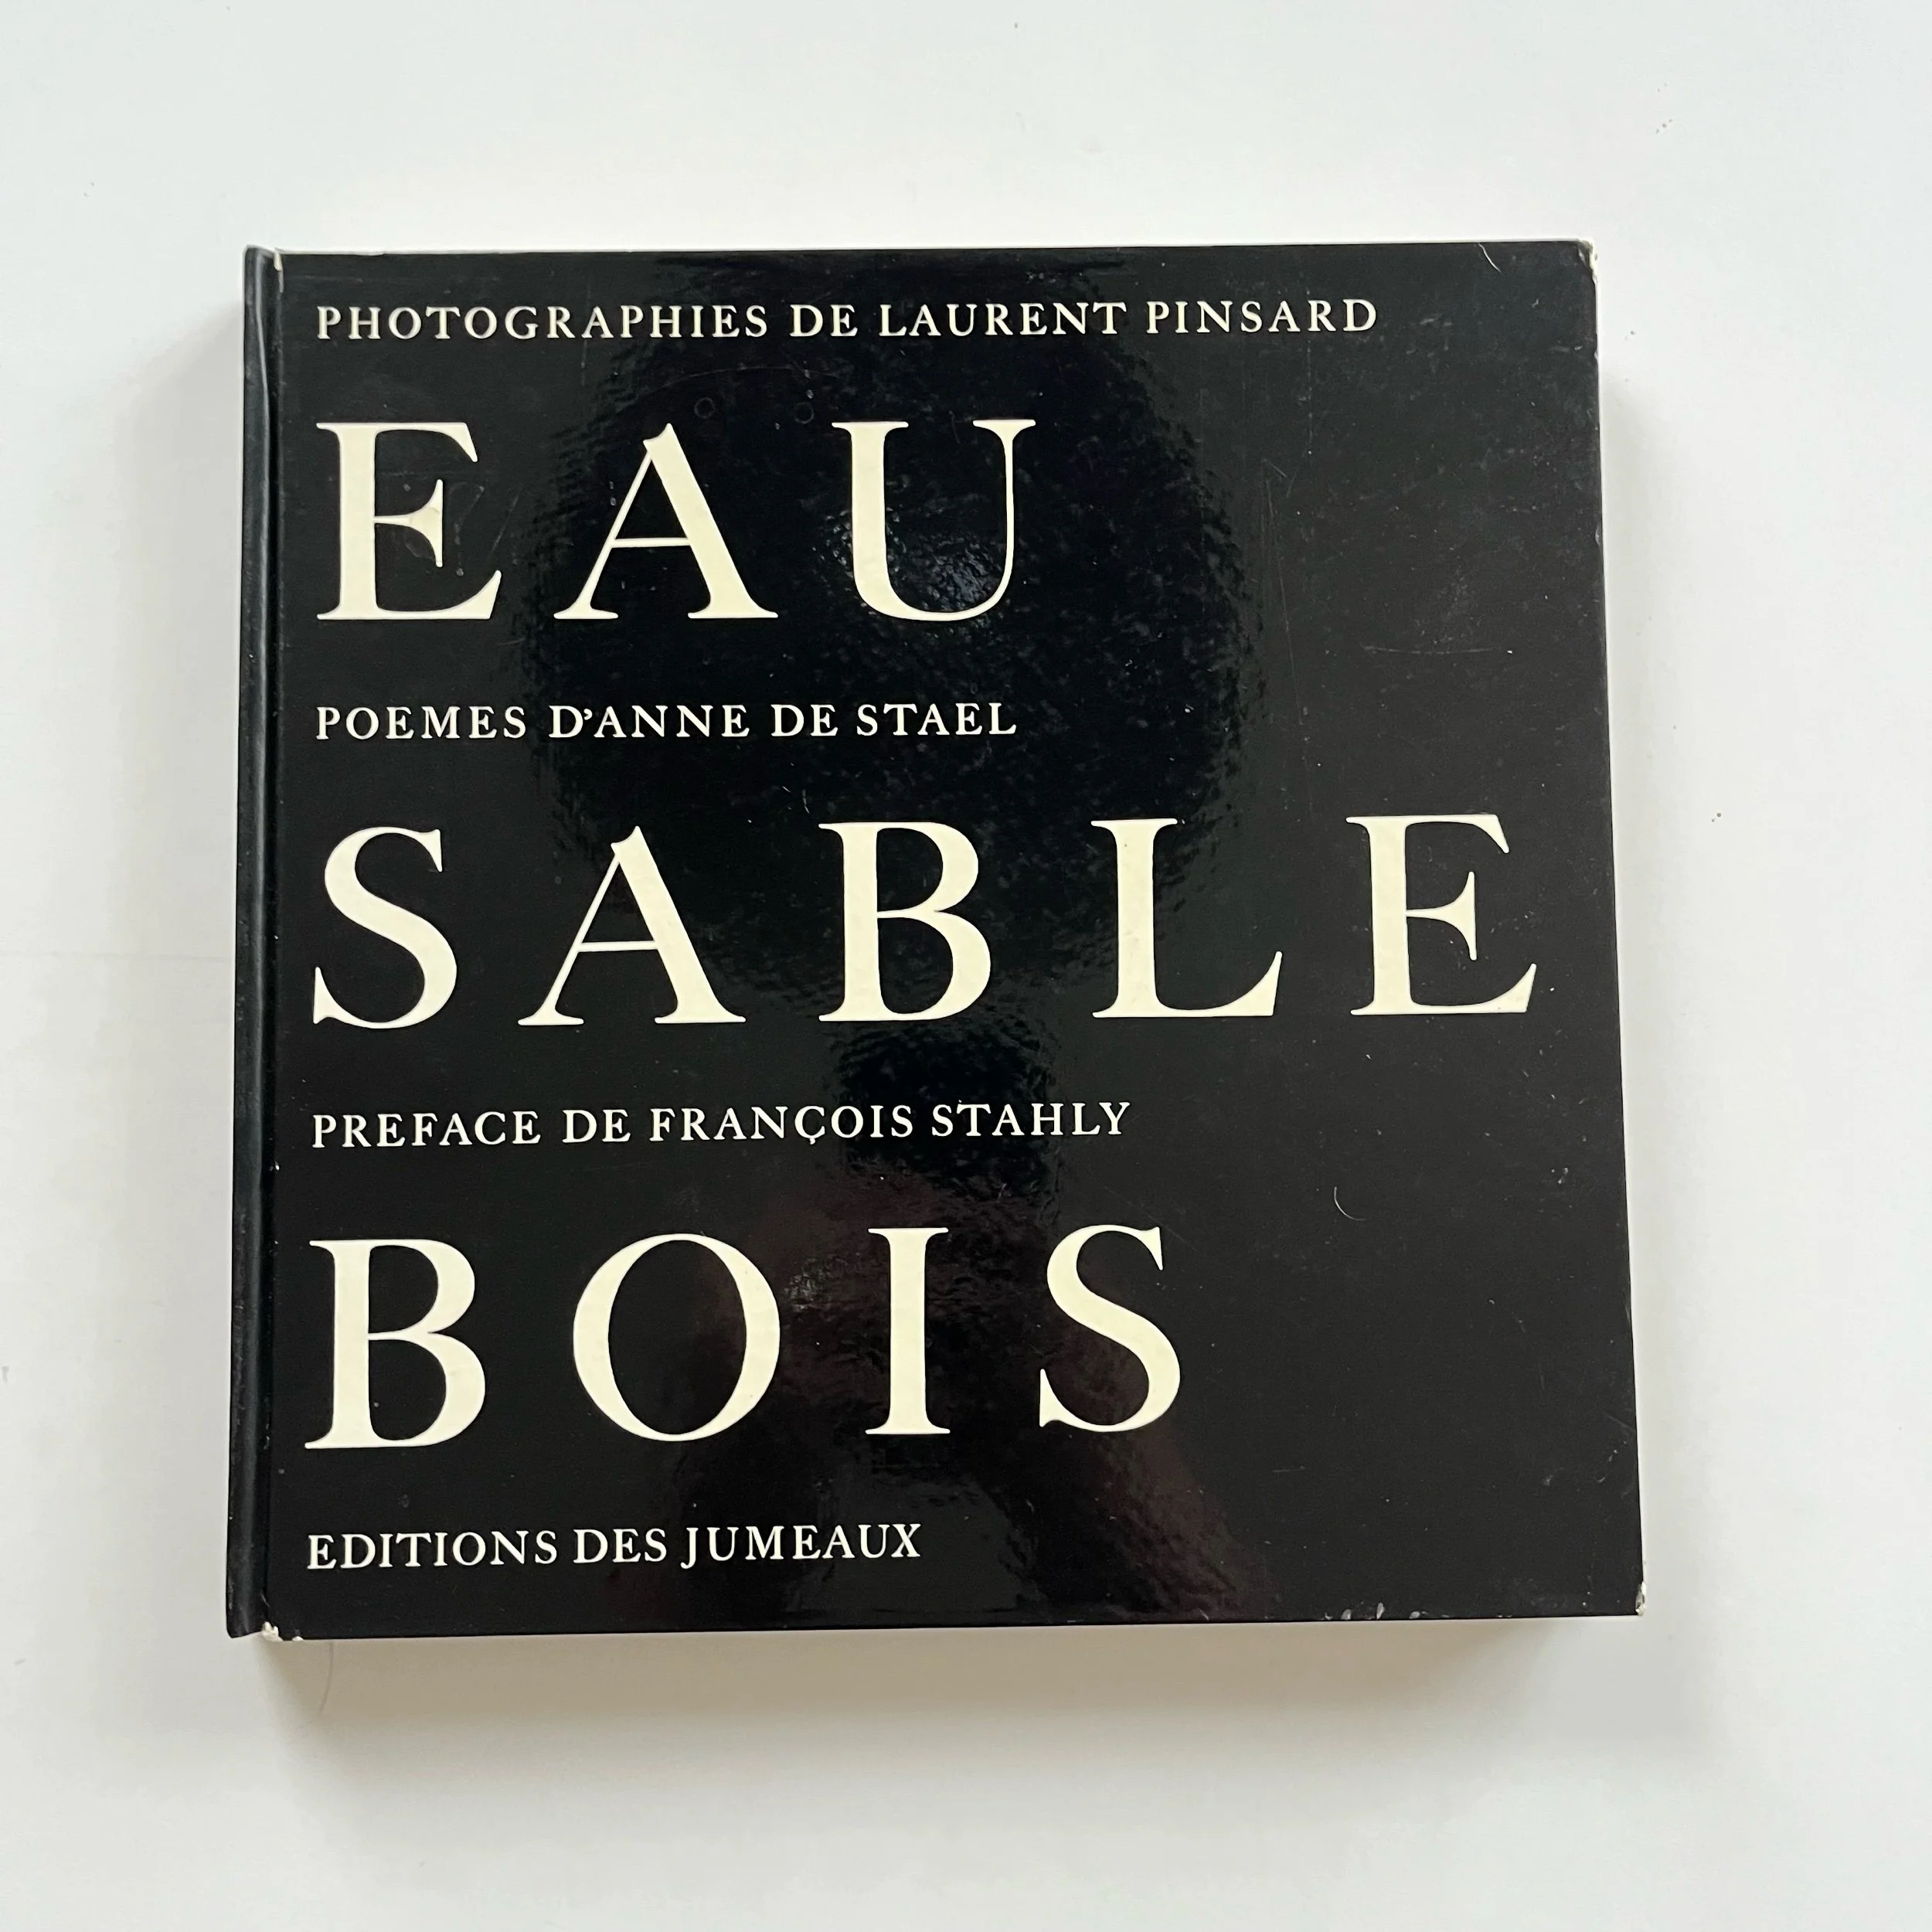 PHOTOGRAPHIES DE LAURENT PINSARD
EAU
POEMES D'ANNE DE STAEL
SABLE
PREFACE DE FRANÇOIS STAHLY
BOIS
EDITIONS DES JUMEAUX